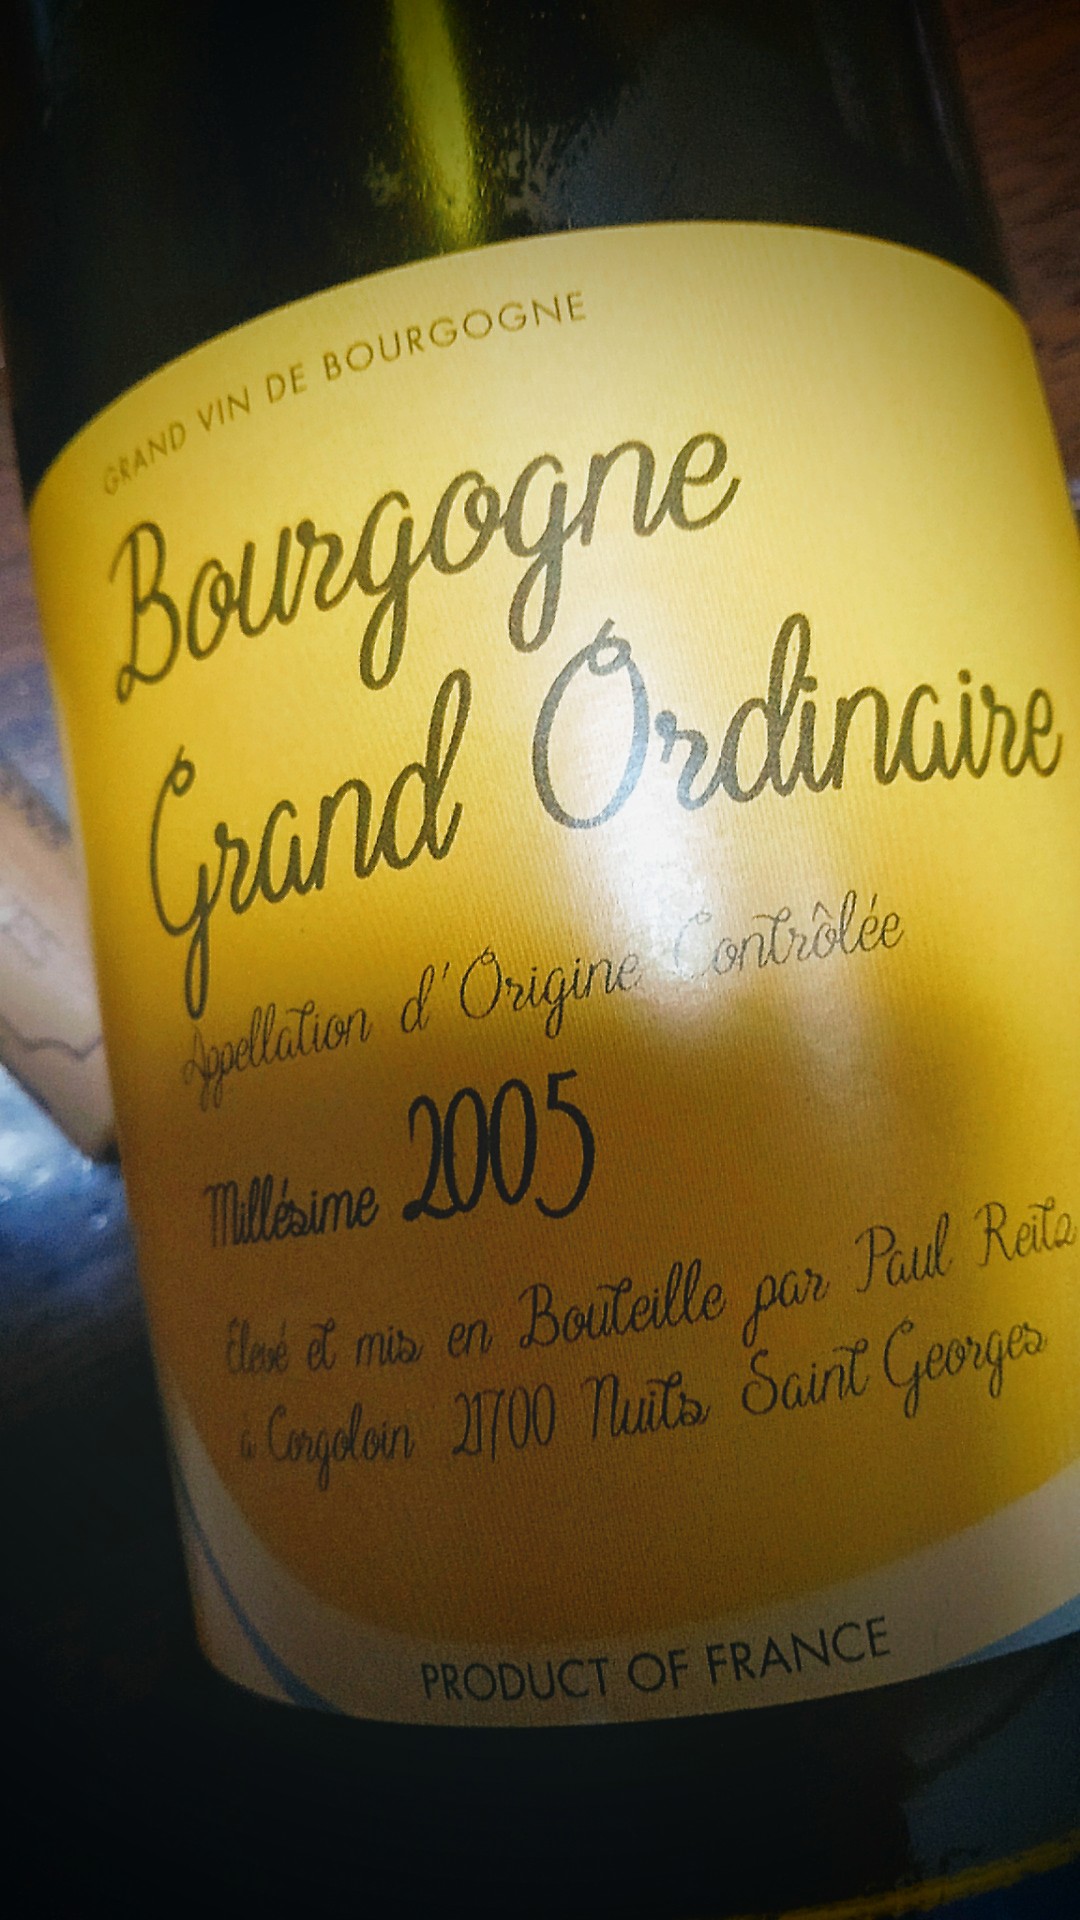 GRAND VIN DE BOURGOGNE
Bourgogne
Grand Ordinaire
Appellation d'Origine Contrôlée
Millésime 2005
Élevé et mis en Bouteille par Paul Reitz
à Corgoloin 21700 Nuits Saint Georges
PRODUCT OF FRANCE